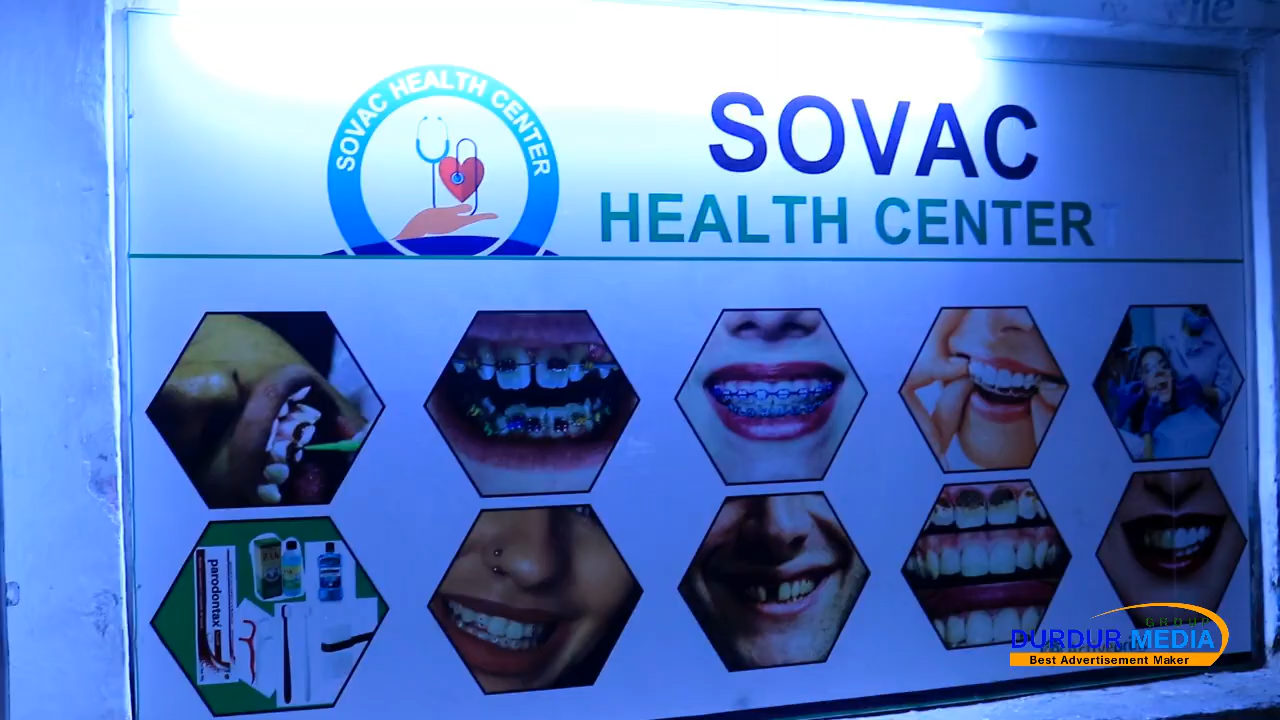 SOVAC HEALTH CENTER
SOVAC
HEALTH CENTER
parodontax
GROUP
DURDUR MEDIA
Best Advertisement Maker